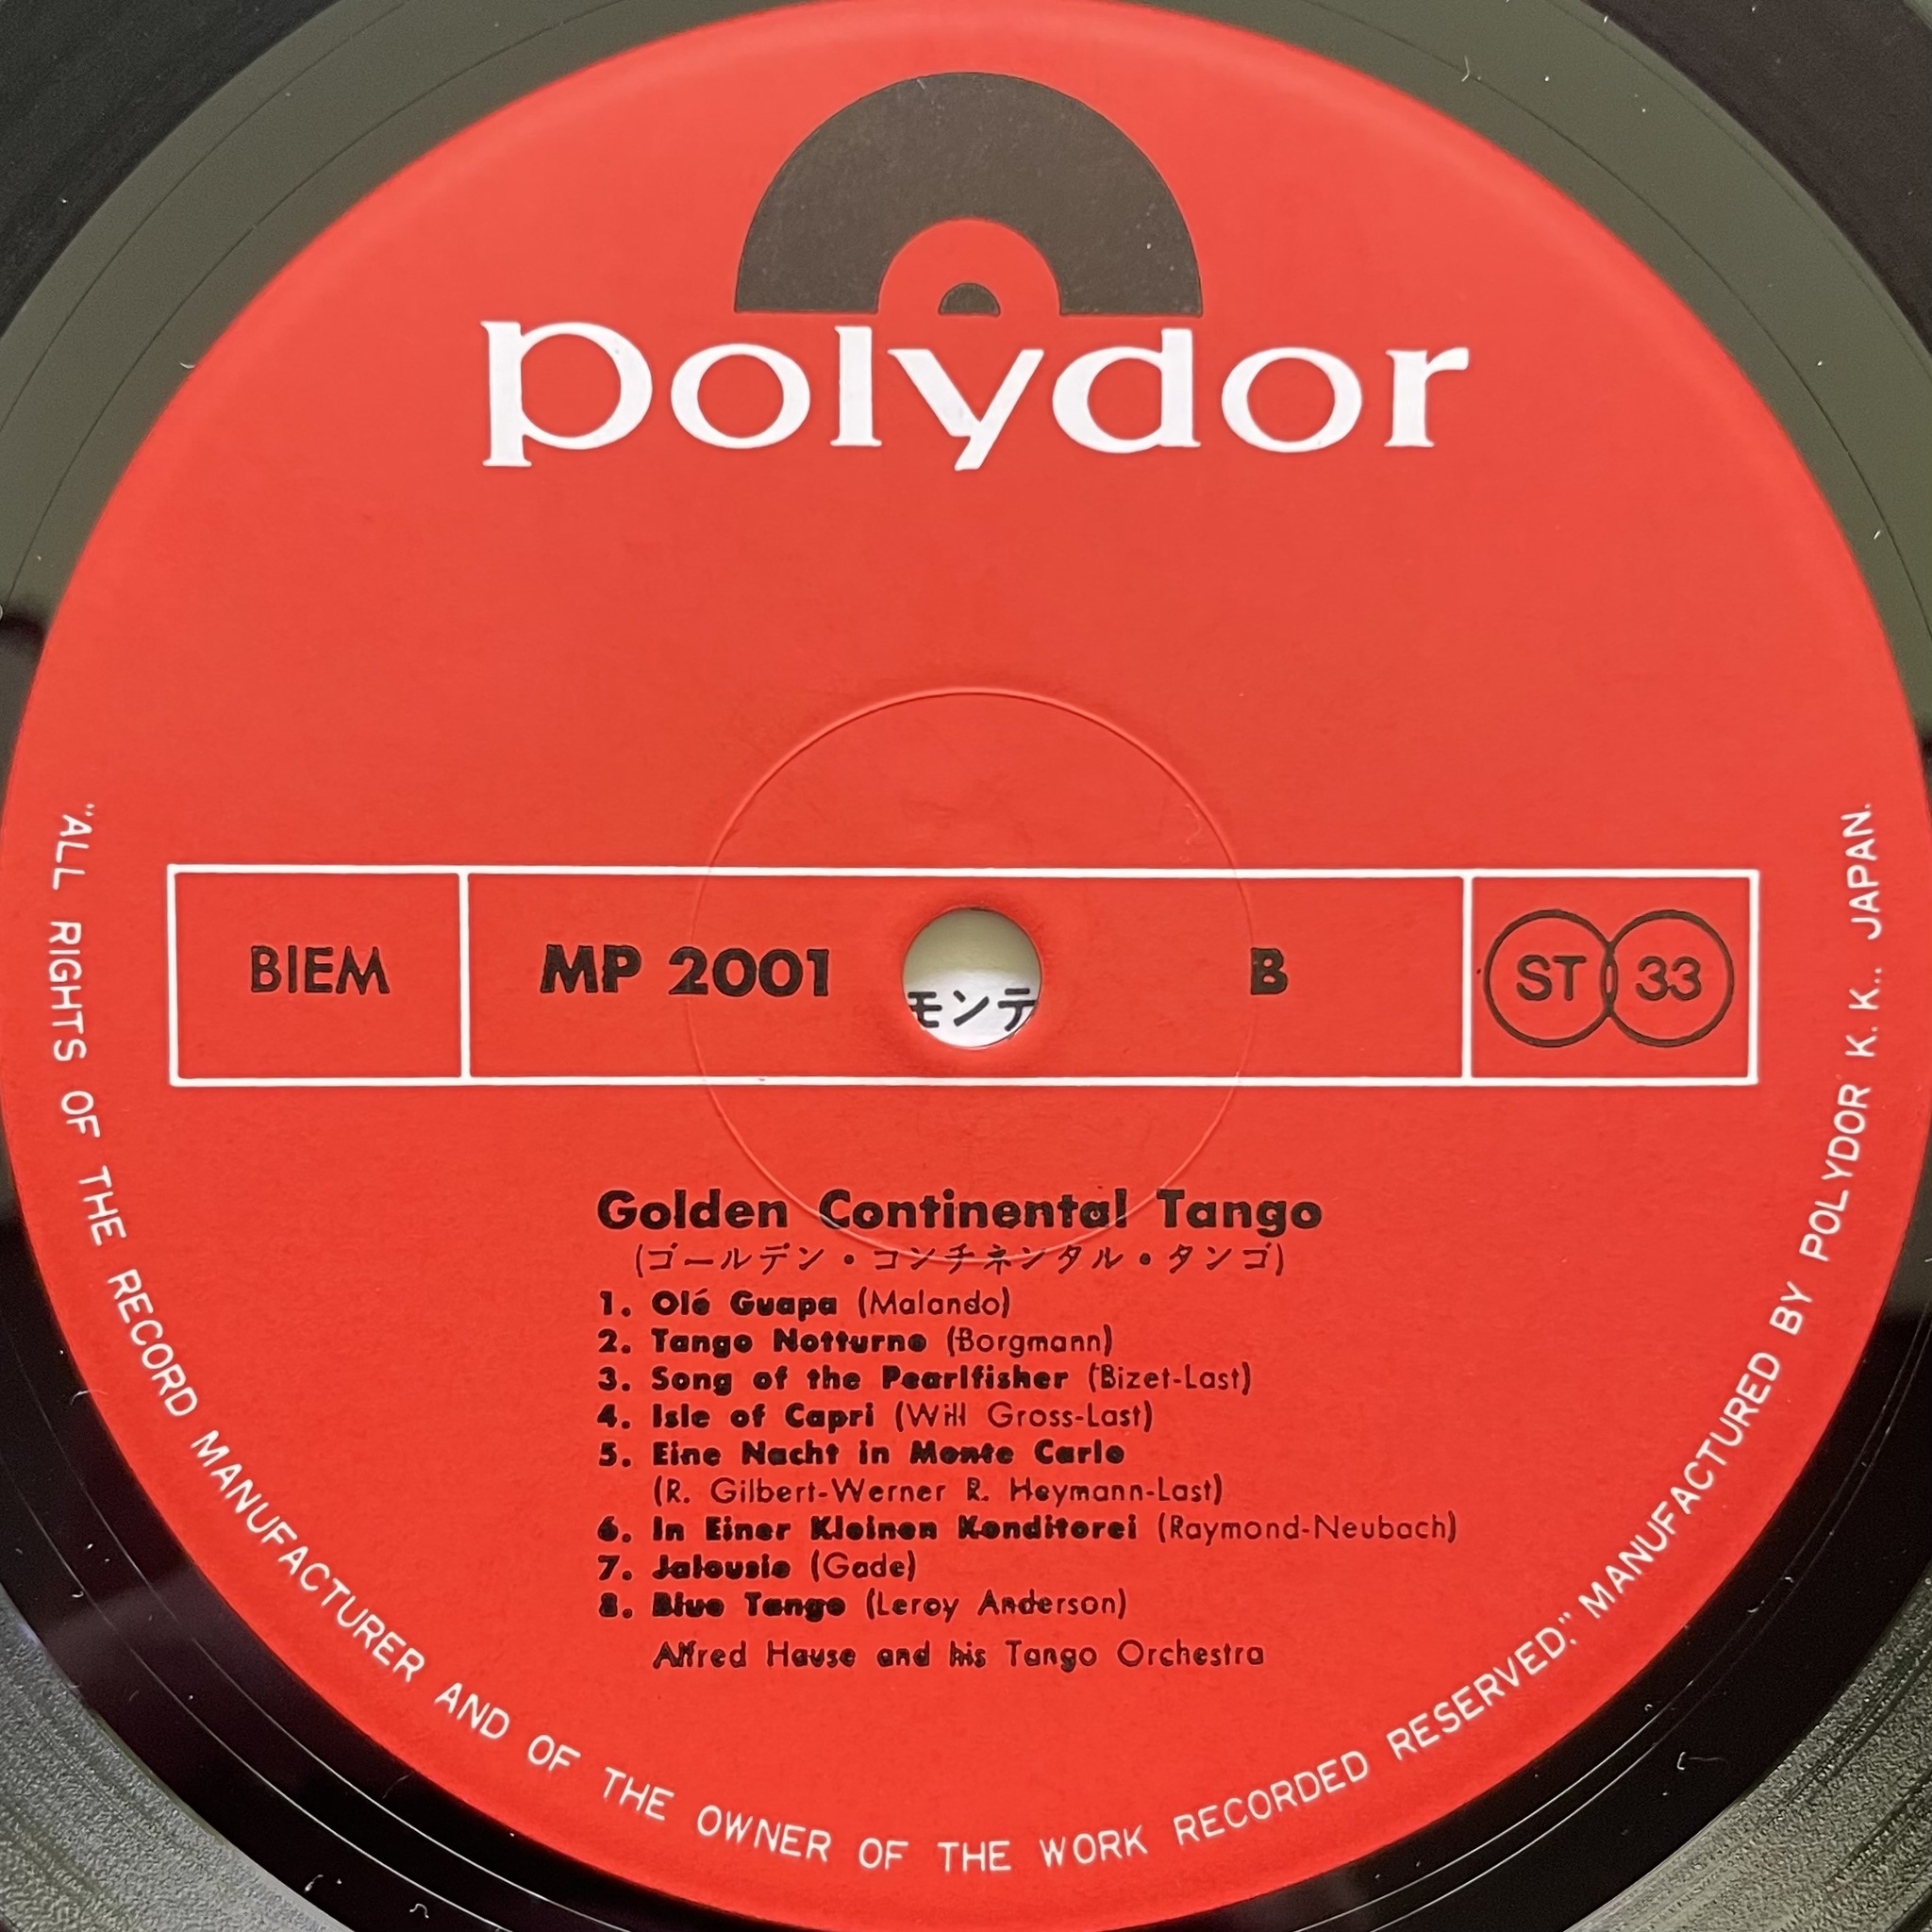 polydor
BIEM
MP 2001
B
ST 33
モンテ
Golden Continental Tango
(ゴールデン・コンチネンタル・タンゴ)
1. Olé Guapa (Malando)
2. Tango Notturno (Borgmann)
3. Song of the Pearlfisher (Bizet-Last)
4. Isle of Capri (Will Gross-Last)
5. Eine Nacht in Monte Carlo
(R. Gilbert-Werner R. Heymann-Last)
6. In Einer Kleinen Konditorei (Raymond-Neubach)
7. Jalousie (Gade)
8. Blue Tango (Leroy Anderson)
Alfred Hause and his Tango Orchestra
"ALL RIGHTS OF THE RECORD MANUFACTURER AND OF THE OWNER OF THE WORK RECORDED RESERVED." MANUFACTURED BY POLYDOR K. K., JAPAN.